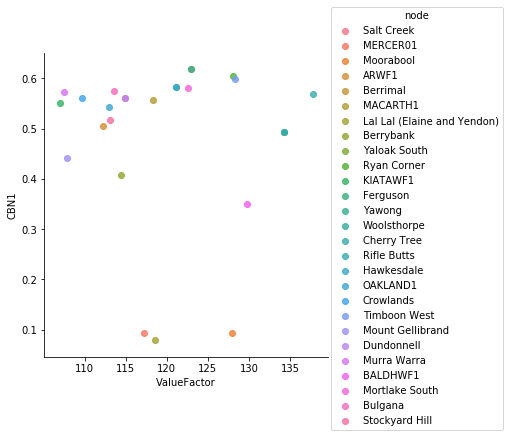 node
Salt Creek
MERCER01
Moorabool
ARWF1
Berrimal
MACARTH1
Lal Lal (Elaine and Yendon)
Berrybank
Yaloak South
Ryan Corner
KIATAWF1
Ferguson
Yawong
Woolsthorpe
Cherry Tree
Rifle Butts
Hawkesdale
OAKLAND1
Crowlands
Timboon West
Mount Gellibrand
Dundonnell
Murra Warra
BALDHWF1
Mortlake South
Bulgana
Stockyard Hill
0.6
0.5
0.4
0.3
0.2
0.1
CBN1
110 115 120 125 130 135
ValueFactor